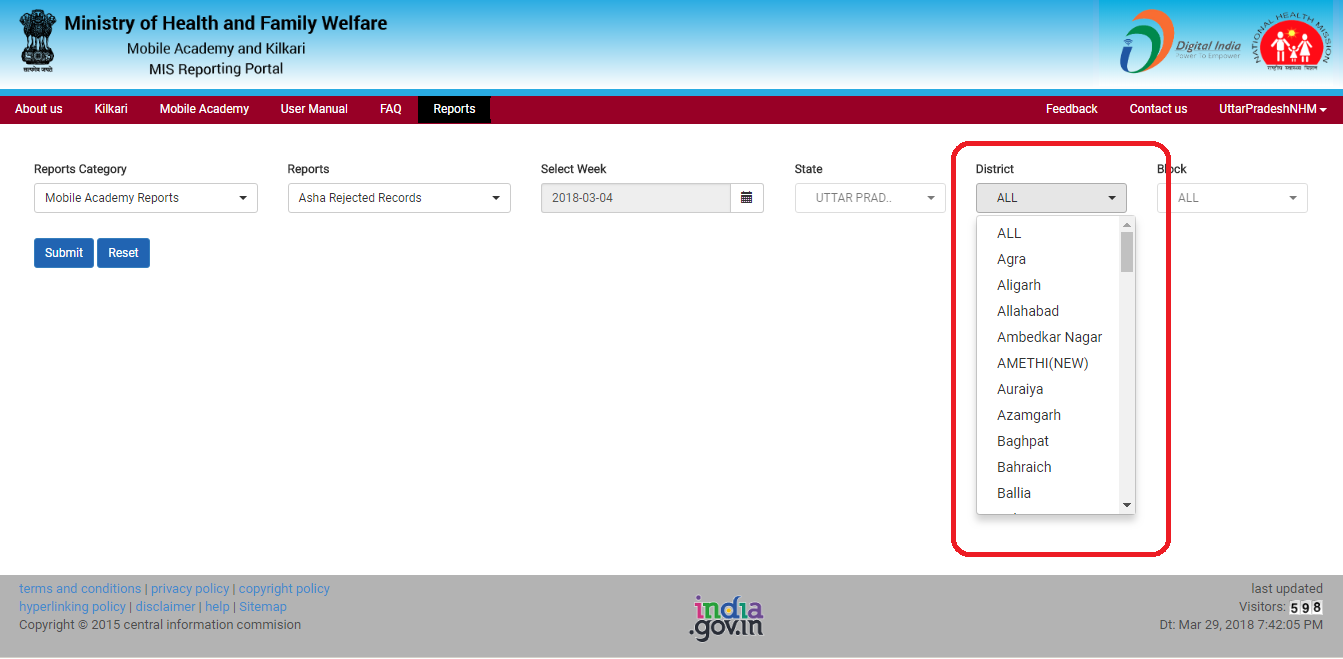 Ministry of Health and Family Welfare
Mobile Academy and Kilkari
MIS Reporting Portal
सत्यमेव जयते
Digital India
Power To Empower
NATIONAL HEALTH MISSION
राष्ट्रीय स्वास्थ्य मिशन
About us Kilkari Mobile Academy User Manual FAQ Reports Feedback Contact us UttarPradeshNHM
Reports Category Reports Select Week State District Block
Mobile Academy Reports Asha Rejected Records 2018-03-04 UTTAR PRAD.. ALL ALL
Submit Reset
ALL
Agra
Aligarh
Allahabad
Ambedkar Nagar
AMETHI(NEW)
Auraiya
Azamgarh
Baghpat
Bahraich
Ballia
terms and conditions | privacy policy | copyright policy
hyperlinking policy | disclaimer | help | Sitemap
Copyright © 2015 central information commision
india
.gov.in
last updated
Visitors: 598
Dt: Mar 29, 2018 7:42:05 PM